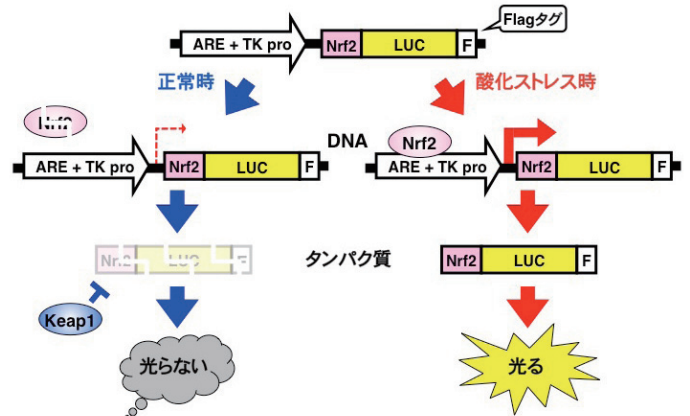 Flagタグ
ARE + TK pro Nrf2 LUC F
正常時 酸化ストレス時
Nrf2 DNA Nrf2
ARE + TK pro Nrf2 LUC F ARE + TK pro Nrf2 LUC F
Nrf2 LUC F タンパク質 Nrf2 LUC F
Keap1
光らない 光る